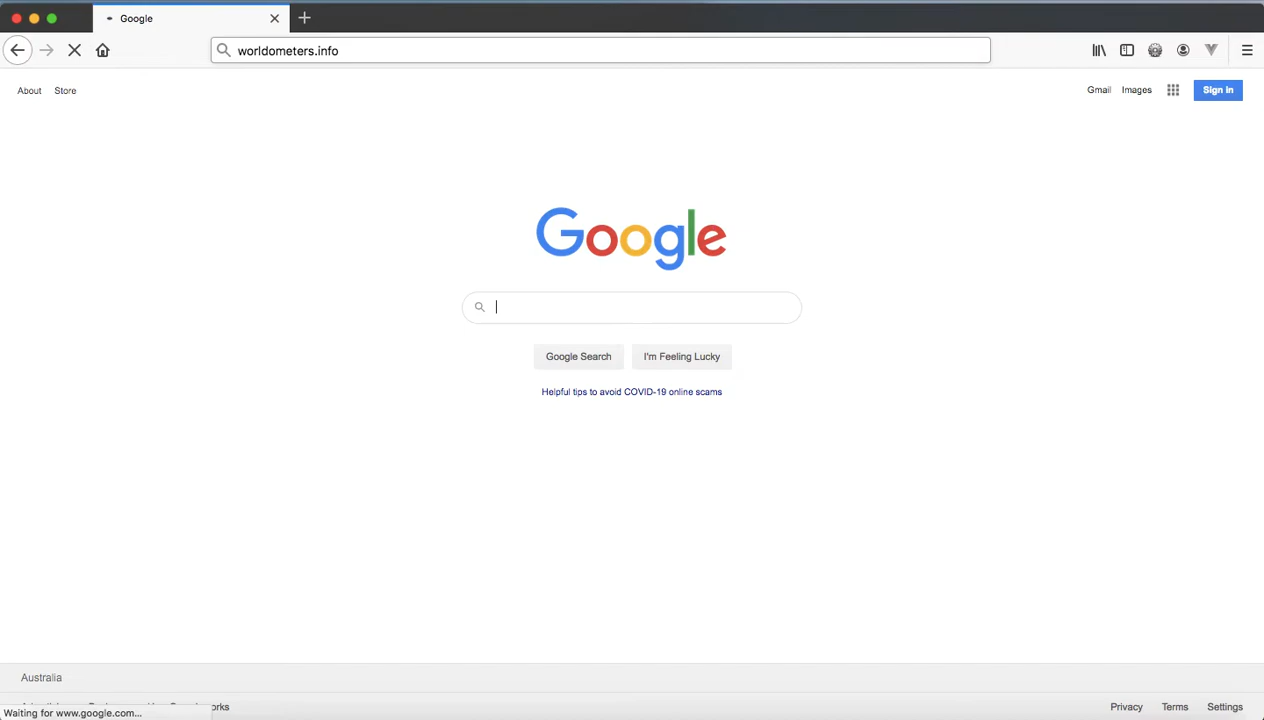 Google
worldometers.info
About Store
Gmail Images Sign in
Google
Google Search I'm Feeling Lucky
Helpful tips to avoid COVID-19 online scams
Australia
Privacy Terms Settings
Waiting for www.google.com...